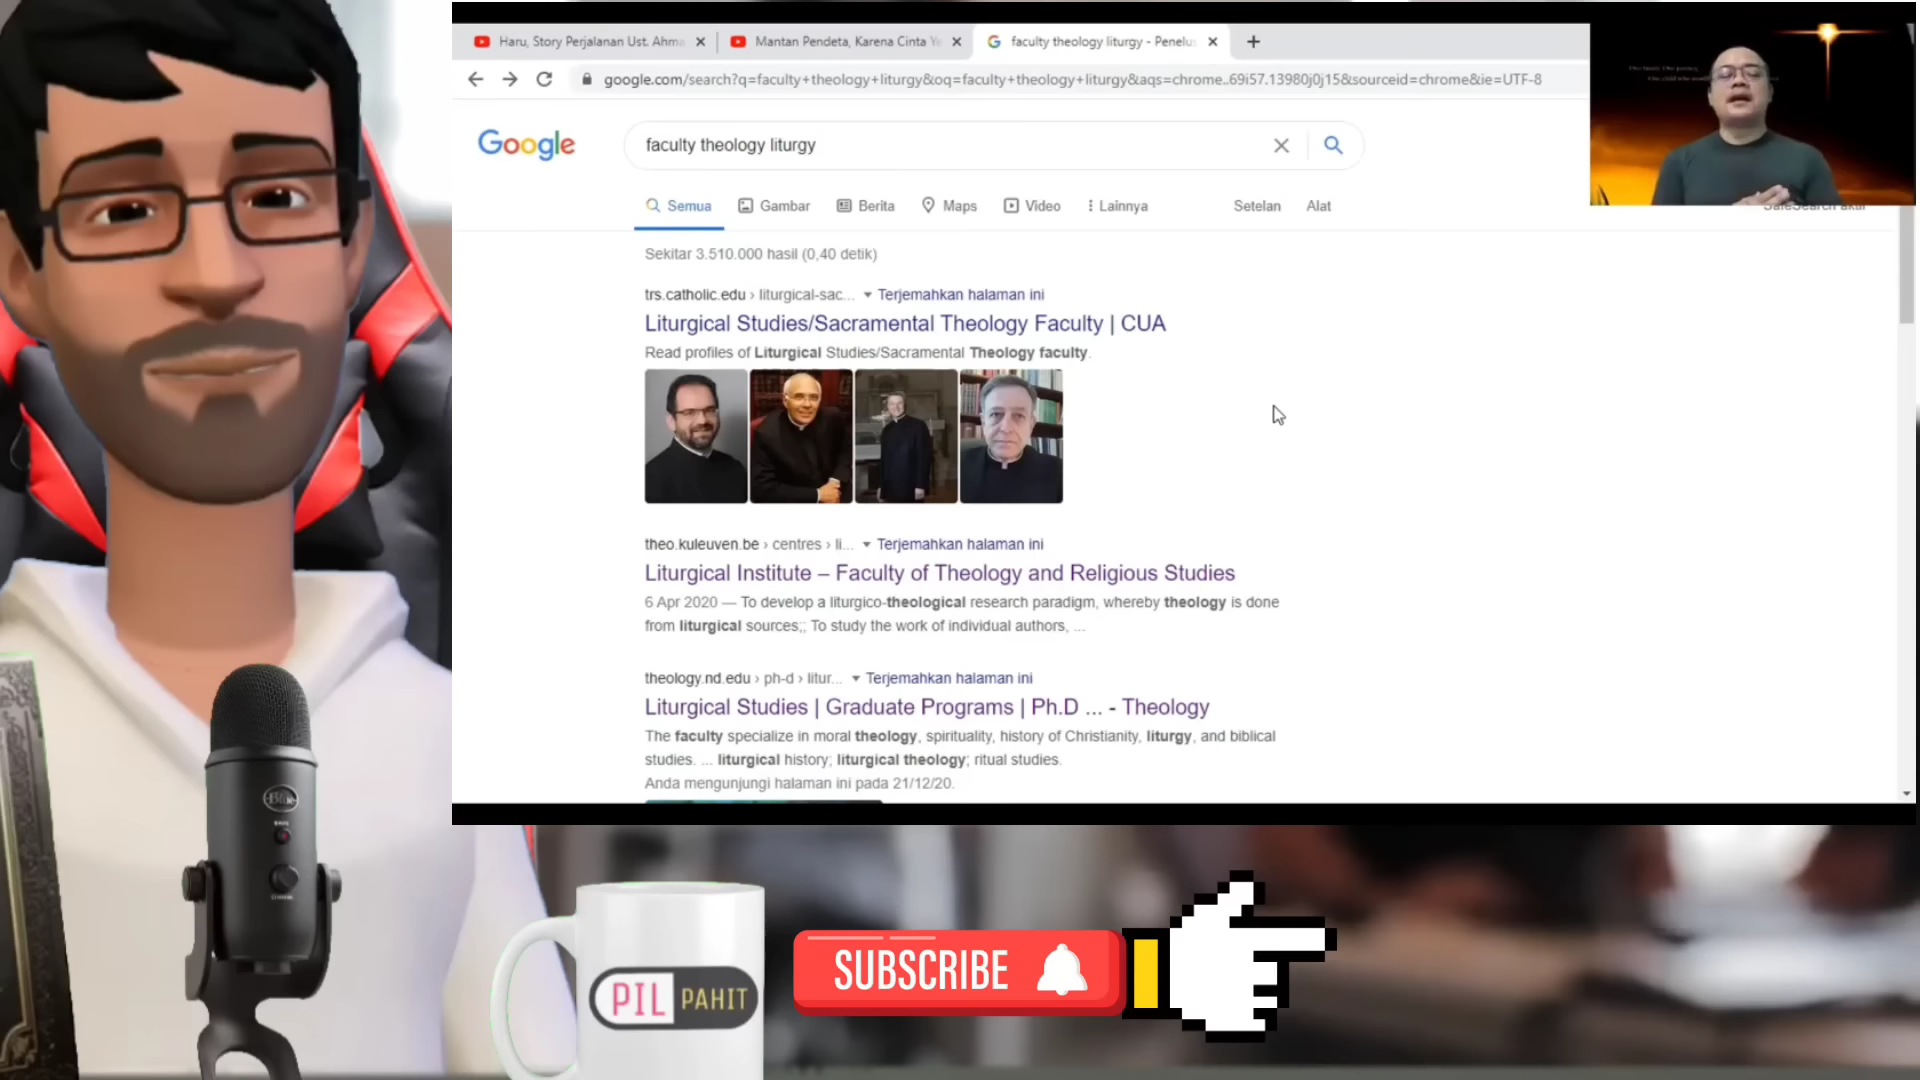 Haru, Story Perjalanan Ust. Ahma
Mantan Pendeta, Karena Cinta Ye
faculty theology liturgy - Penelus
google.com/search?q=faculty+theology+liturgy&oq=faculty+theology+liturgy&aqs=chrome..69i57.13980j0j15&sourceid=chrome&ie=UTF-8
Google
faculty theology liturgy
Semua Gambar Berita Maps Video Lainnya Setelan Alat
SafeSearch aktif
Sekitar 3.510.000 hasil (0,40 detik)
trs.catholic.edu › liturgical-sac... Terjemahkan halaman ini
Liturgical Studies/Sacramental Theology Faculty | CUA
Read profiles of Liturgical Studies/Sacramental Theology faculty.
theo.kuleuven.be › centres › li... Terjemahkan halaman ini
Liturgical Institute – Faculty of Theology and Religious Studies
6 Apr 2020 — To develop a liturgico-theological research paradigm, whereby theology is done
from liturgical sources;; To study the work of individual authors, ...
theology.nd.edu › ph-d › litur... Terjemahkan halaman ini
Liturgical Studies | Graduate Programs | Ph.D ... - Theology
The faculty specialize in moral theology, spirituality, history of Christianity, liturgy, and biblical
studies. ... liturgical history; liturgical theology; ritual studies.
Anda mengunjungi halaman ini pada 21/12/20.
Blue
PIL PAHIT
SUBSCRIBE